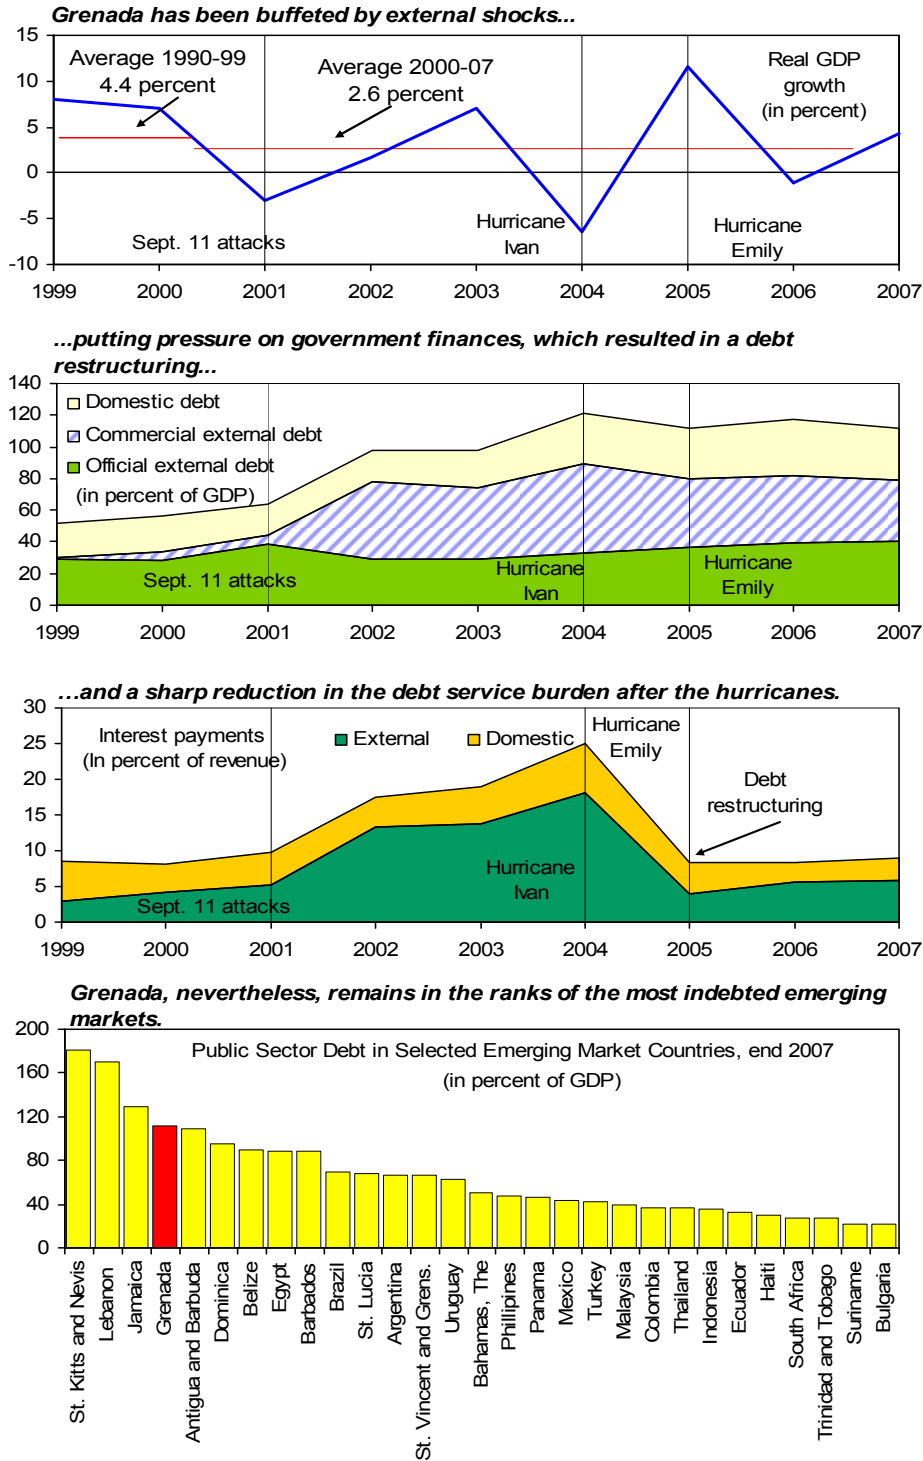 Grenada has been buffeted by external shocks...
15
10
5
0
-5
-10
Average 1990-99
4.4 percent
Average 2000-07
2.6 percent
Real GDP
growth
(in percent)
Sept. 11 attacks
Hurricane
Ivan
Hurricane
Emily
1999 2000 2001 2002 2003 2004 2005 2006 2007
...putting pressure on government finances, which resulted in a debt
restructuring...
140
120
100
80
60
40
20
0
Domestic debt
Commercial external debt
Official external debt
(in percent of GDP)
Sept. 11 attacks
Hurricane
Ivan
Hurricane
Emily
1999 2000 2001 2002 2003 2004 2005 2006 2007
...and a sharp reduction in the debt service burden after the hurricanes.
30
25
20
15
10
5
0
Interest payments
(In percent of revenue)
External Domestic
Hurricane
Emily
Debt
restructuring
Hurricane
Ivan
Sept. 11 attacks
1999 2000 2001 2002 2003 2004 2005 2006 2007
Grenada, nevertheless, remains in the ranks of the most indebted emerging
markets.
200
160
120
80
40
0
Public Sector Debt in Selected Emerging Market Countries, end 2007
(in percent of GDP)
St. Kitts and Nevis
Lebanon
Jamaica
Grenada
Antigua and Barbuda
Dominica
Belize
Egypt
Barbados
Brazil
St. Lucia
Argentina
St. Vincent and Grens.
Uruguay
Bahamas, The
Phillipines
Panama
Mexico
Turkey
Malaysia
Colombia
Thailand
Indonesia
Ecuador
Haiti
South Africa
Trinidad and Tobago
Suriname
Bulgaria